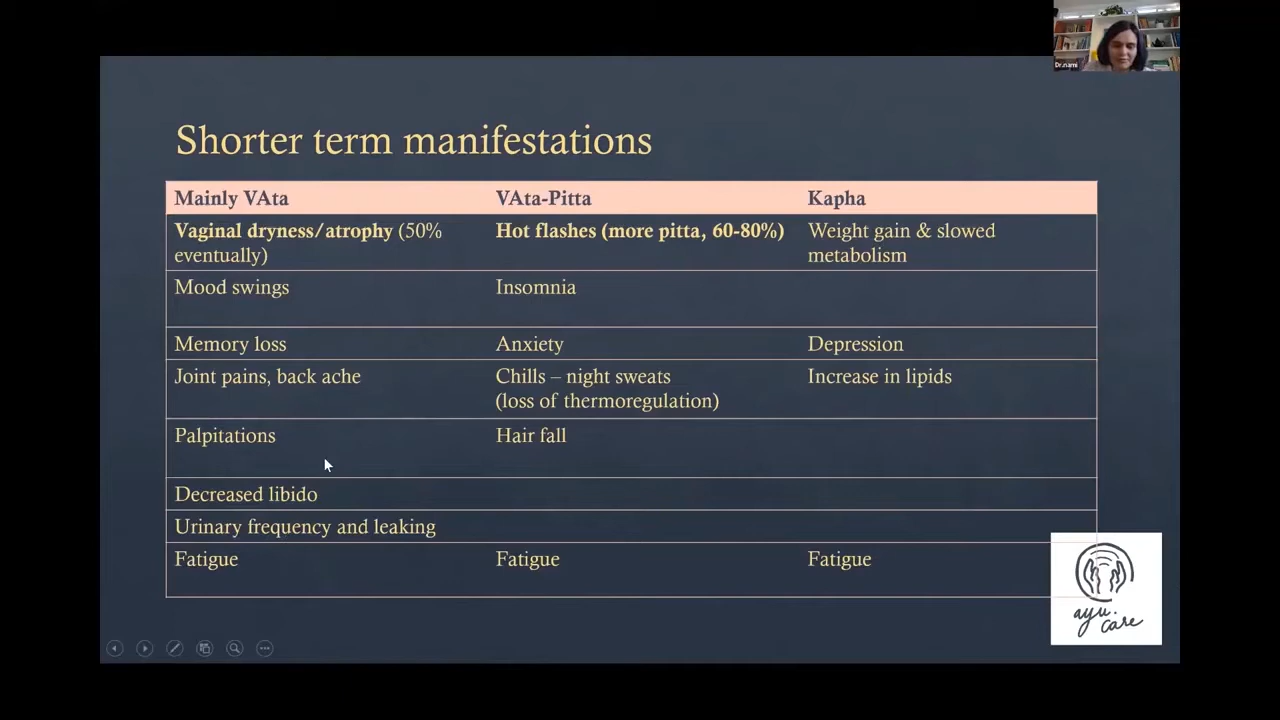 Dr.nami
Shorter term manifestations
Mainly VAta VAta-Pitta Kapha
Vaginal dryness/atrophy (50% eventually) Hot flashes (more pitta, 60-80%) Weight gain & slowed metabolism
Mood swings Insomnia
Memory loss Anxiety Depression
Joint pains, back ache Chills – night sweats (loss of thermoregulation) Increase in lipids
Palpitations Hair fall
Decreased libido
Urinary frequency and leaking
Fatigue Fatigue Fatigue
ayu.
care